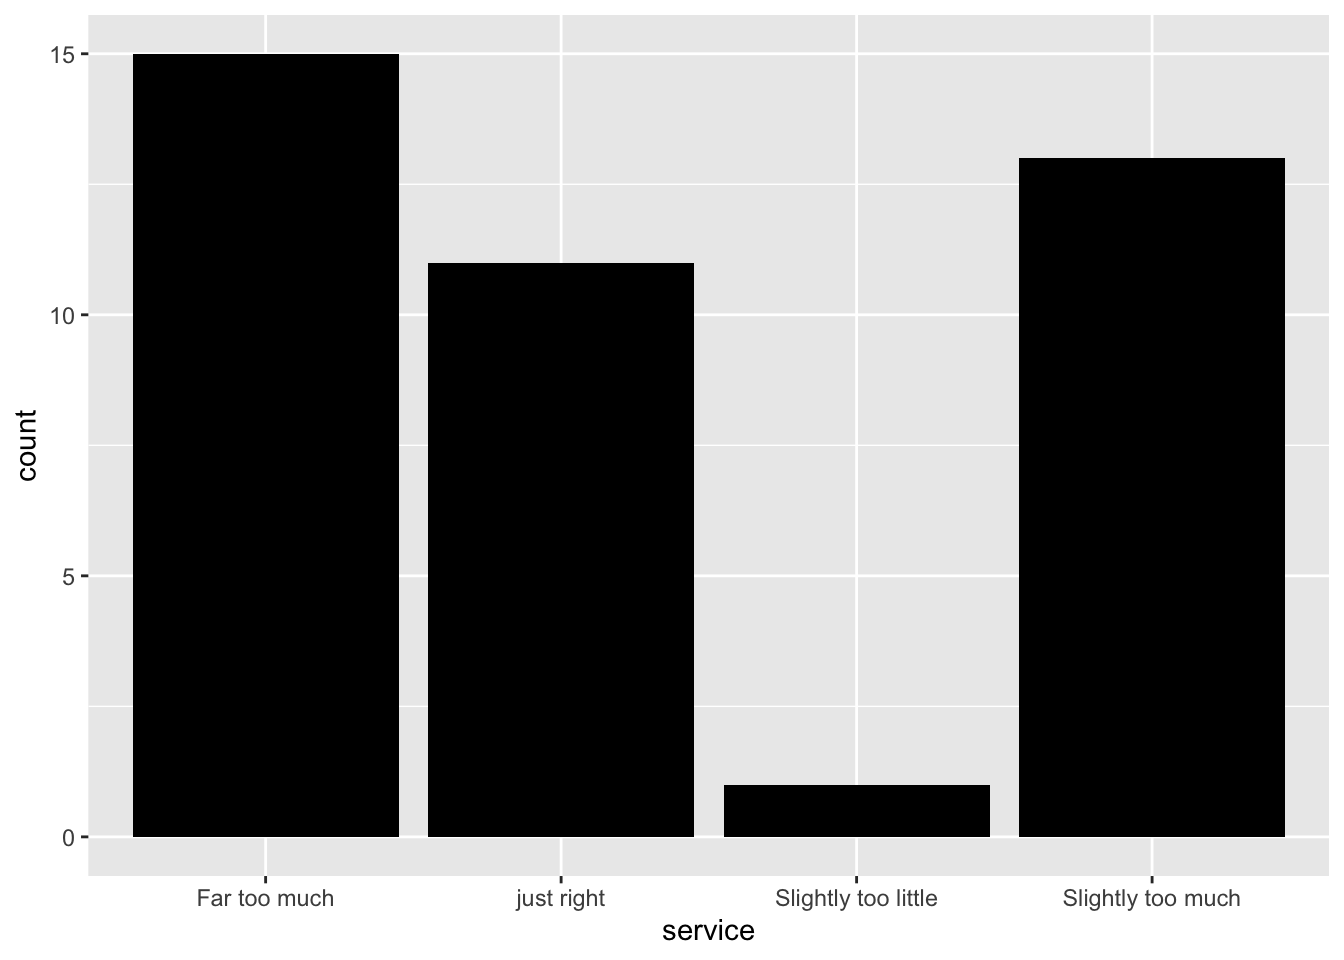 15
10
5
0
count
Far too much
just right
Slightly too little
Slightly too much
service